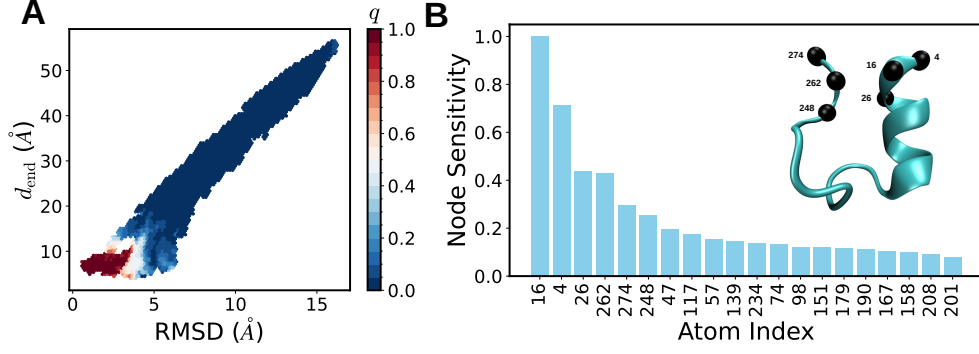 A
q
1.0
0.8
0.6
0.4
0.2
0.0
50
40
30
20
10
d_end (Å)
0 5 10 15
RMSD (Å)
B
1.0
0.8
0.6
0.4
0.2
0.0
Node Sensitivity
274
262
248
16
4
26
16 4 26 262 274 248 47 117 57 139 234 74 98 151 179 190 167 158 208 201
Atom Index